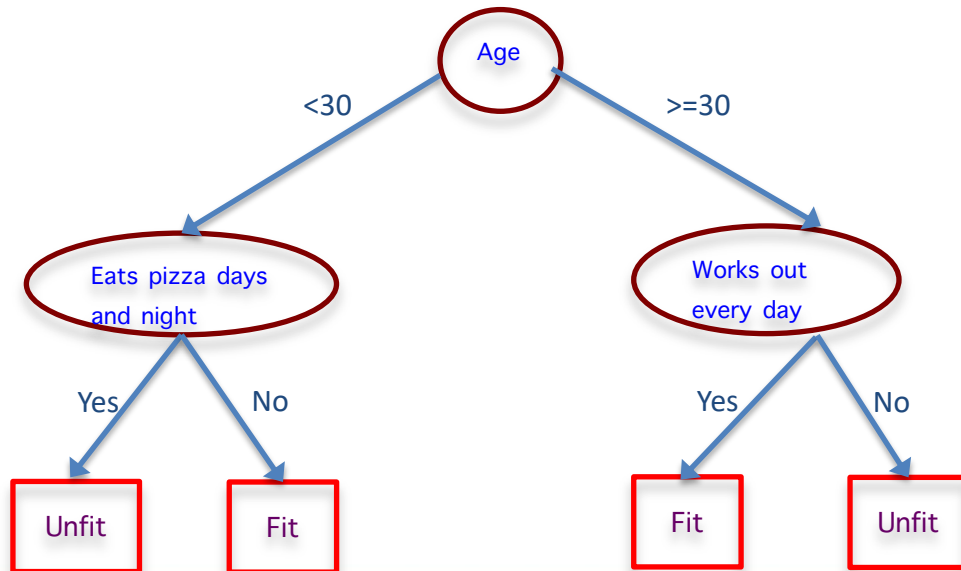 Age
<30
>=30
Eats pizza days
and night
Works out
every day
Yes
No
Yes
No
Unfit
Fit
Fit
Unfit